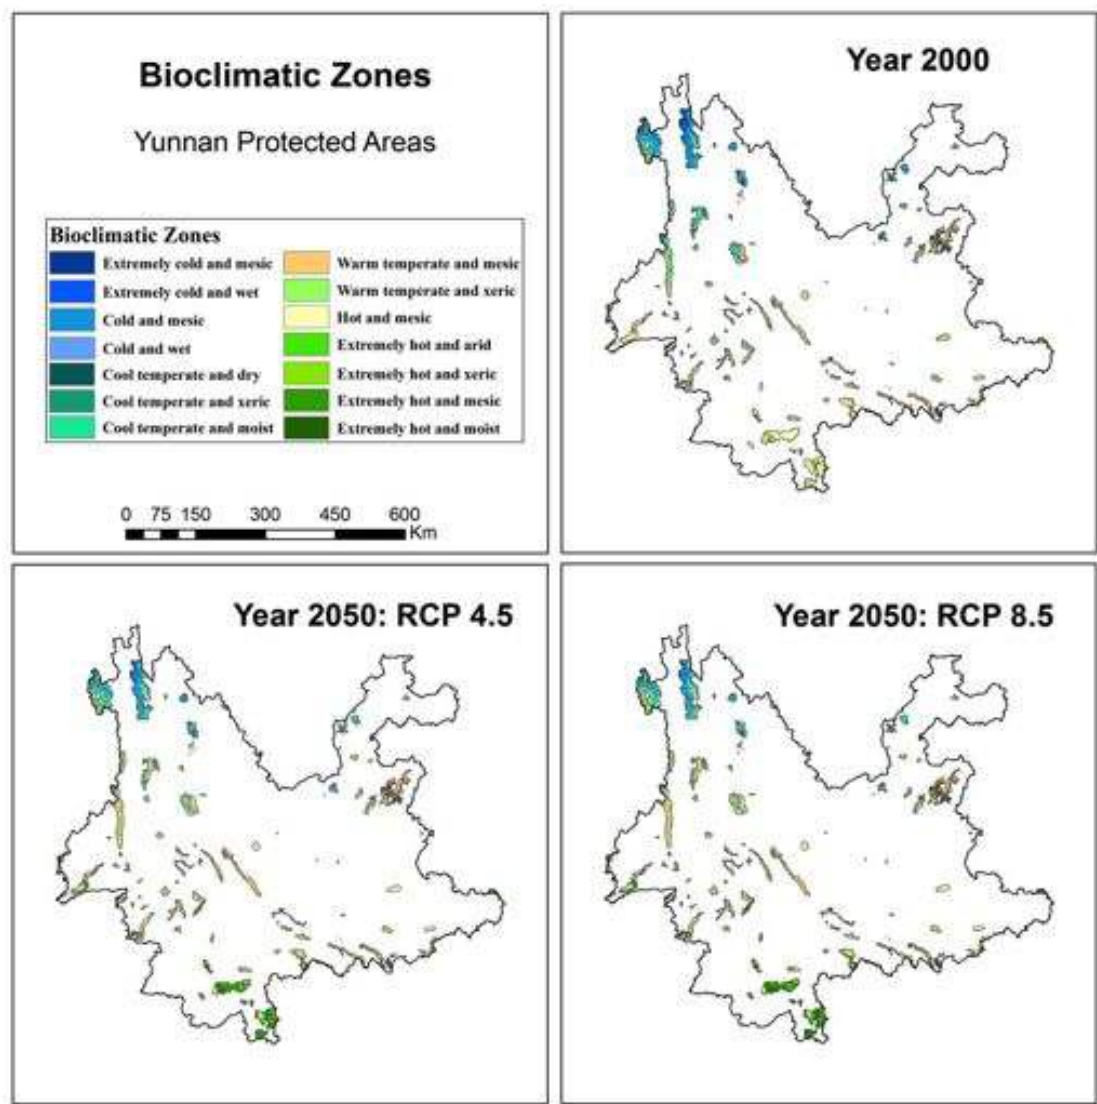 Bioclimatic Zones
Yunnan Protected Areas
Bioclimatic Zones
Extremely cold and mesic
Extremely cold and wet
Cold and mesic
Cold and wet
Cool temperate and dry
Cool temperate and xeric
Cool temperate and moist
Warm temperate and mesic
Warm temperate and xeric
Hot and mesic
Extremely hot and arid
Extremely hot and xeric
Extremely hot and mesic
Extremely hot and moist
0 75 150 300 450 600
Km
Year 2000
Year 2050: RCP 4.5
Year 2050: RCP 8.5